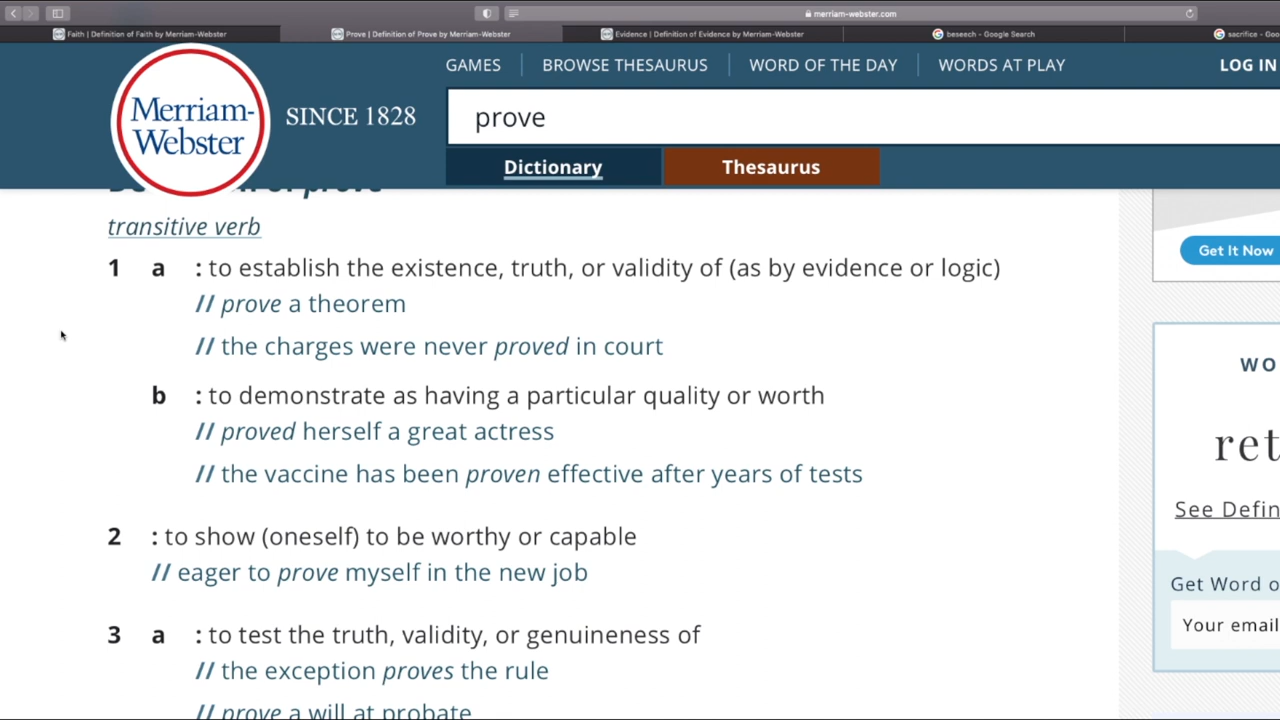 merriam-webster.com
Faith | Definition of Faith by Merriam-Webster
Prove | Definition of Prove by Merriam-Webster
Evidence | Definition of Evidence by Merriam-Webster
beseech - Google Search
sacrifice - Goo
GAMES
BROWSE THESAURUS
WORD OF THE DAY
WORDS AT PLAY
LOG IN
Merriam-
Webster
SINCE 1828
prove
Dictionary
Thesaurus
prove
transitive verb
1 a : to establish the existence, truth, or validity of (as by evidence or logic)
// prove a theorem
// the charges were never proved in court
b : to demonstrate as having a particular quality or worth
// proved herself a great actress
// the vaccine has been proven effective after years of tests
2 : to show (oneself) to be worthy or capable
// eager to prove myself in the new job
3 a : to test the truth, validity, or genuineness of
// the exception proves the rule
// prove a will at probate
Get It Now
WO
ret
See Defin
Get Word o
Your email